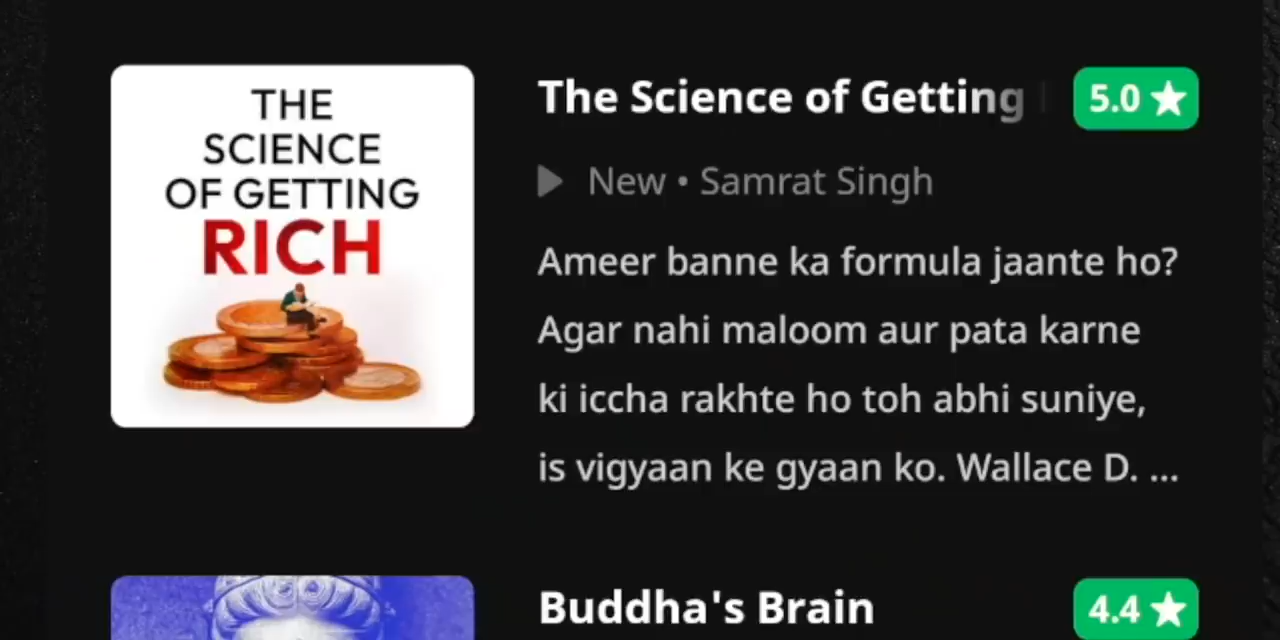 THE
SCIENCE
OF GETTING
RICH
The Science of Getting
5.0
New • Samrat Singh
Ameer banne ka formula jaante ho?
Agar nahi maloom aur pata karne
ki iccha rakhte ho toh abhi suniye,
is vigyaan ke gyaan ko. Wallace D. ...
Buddha's Brain
4.4